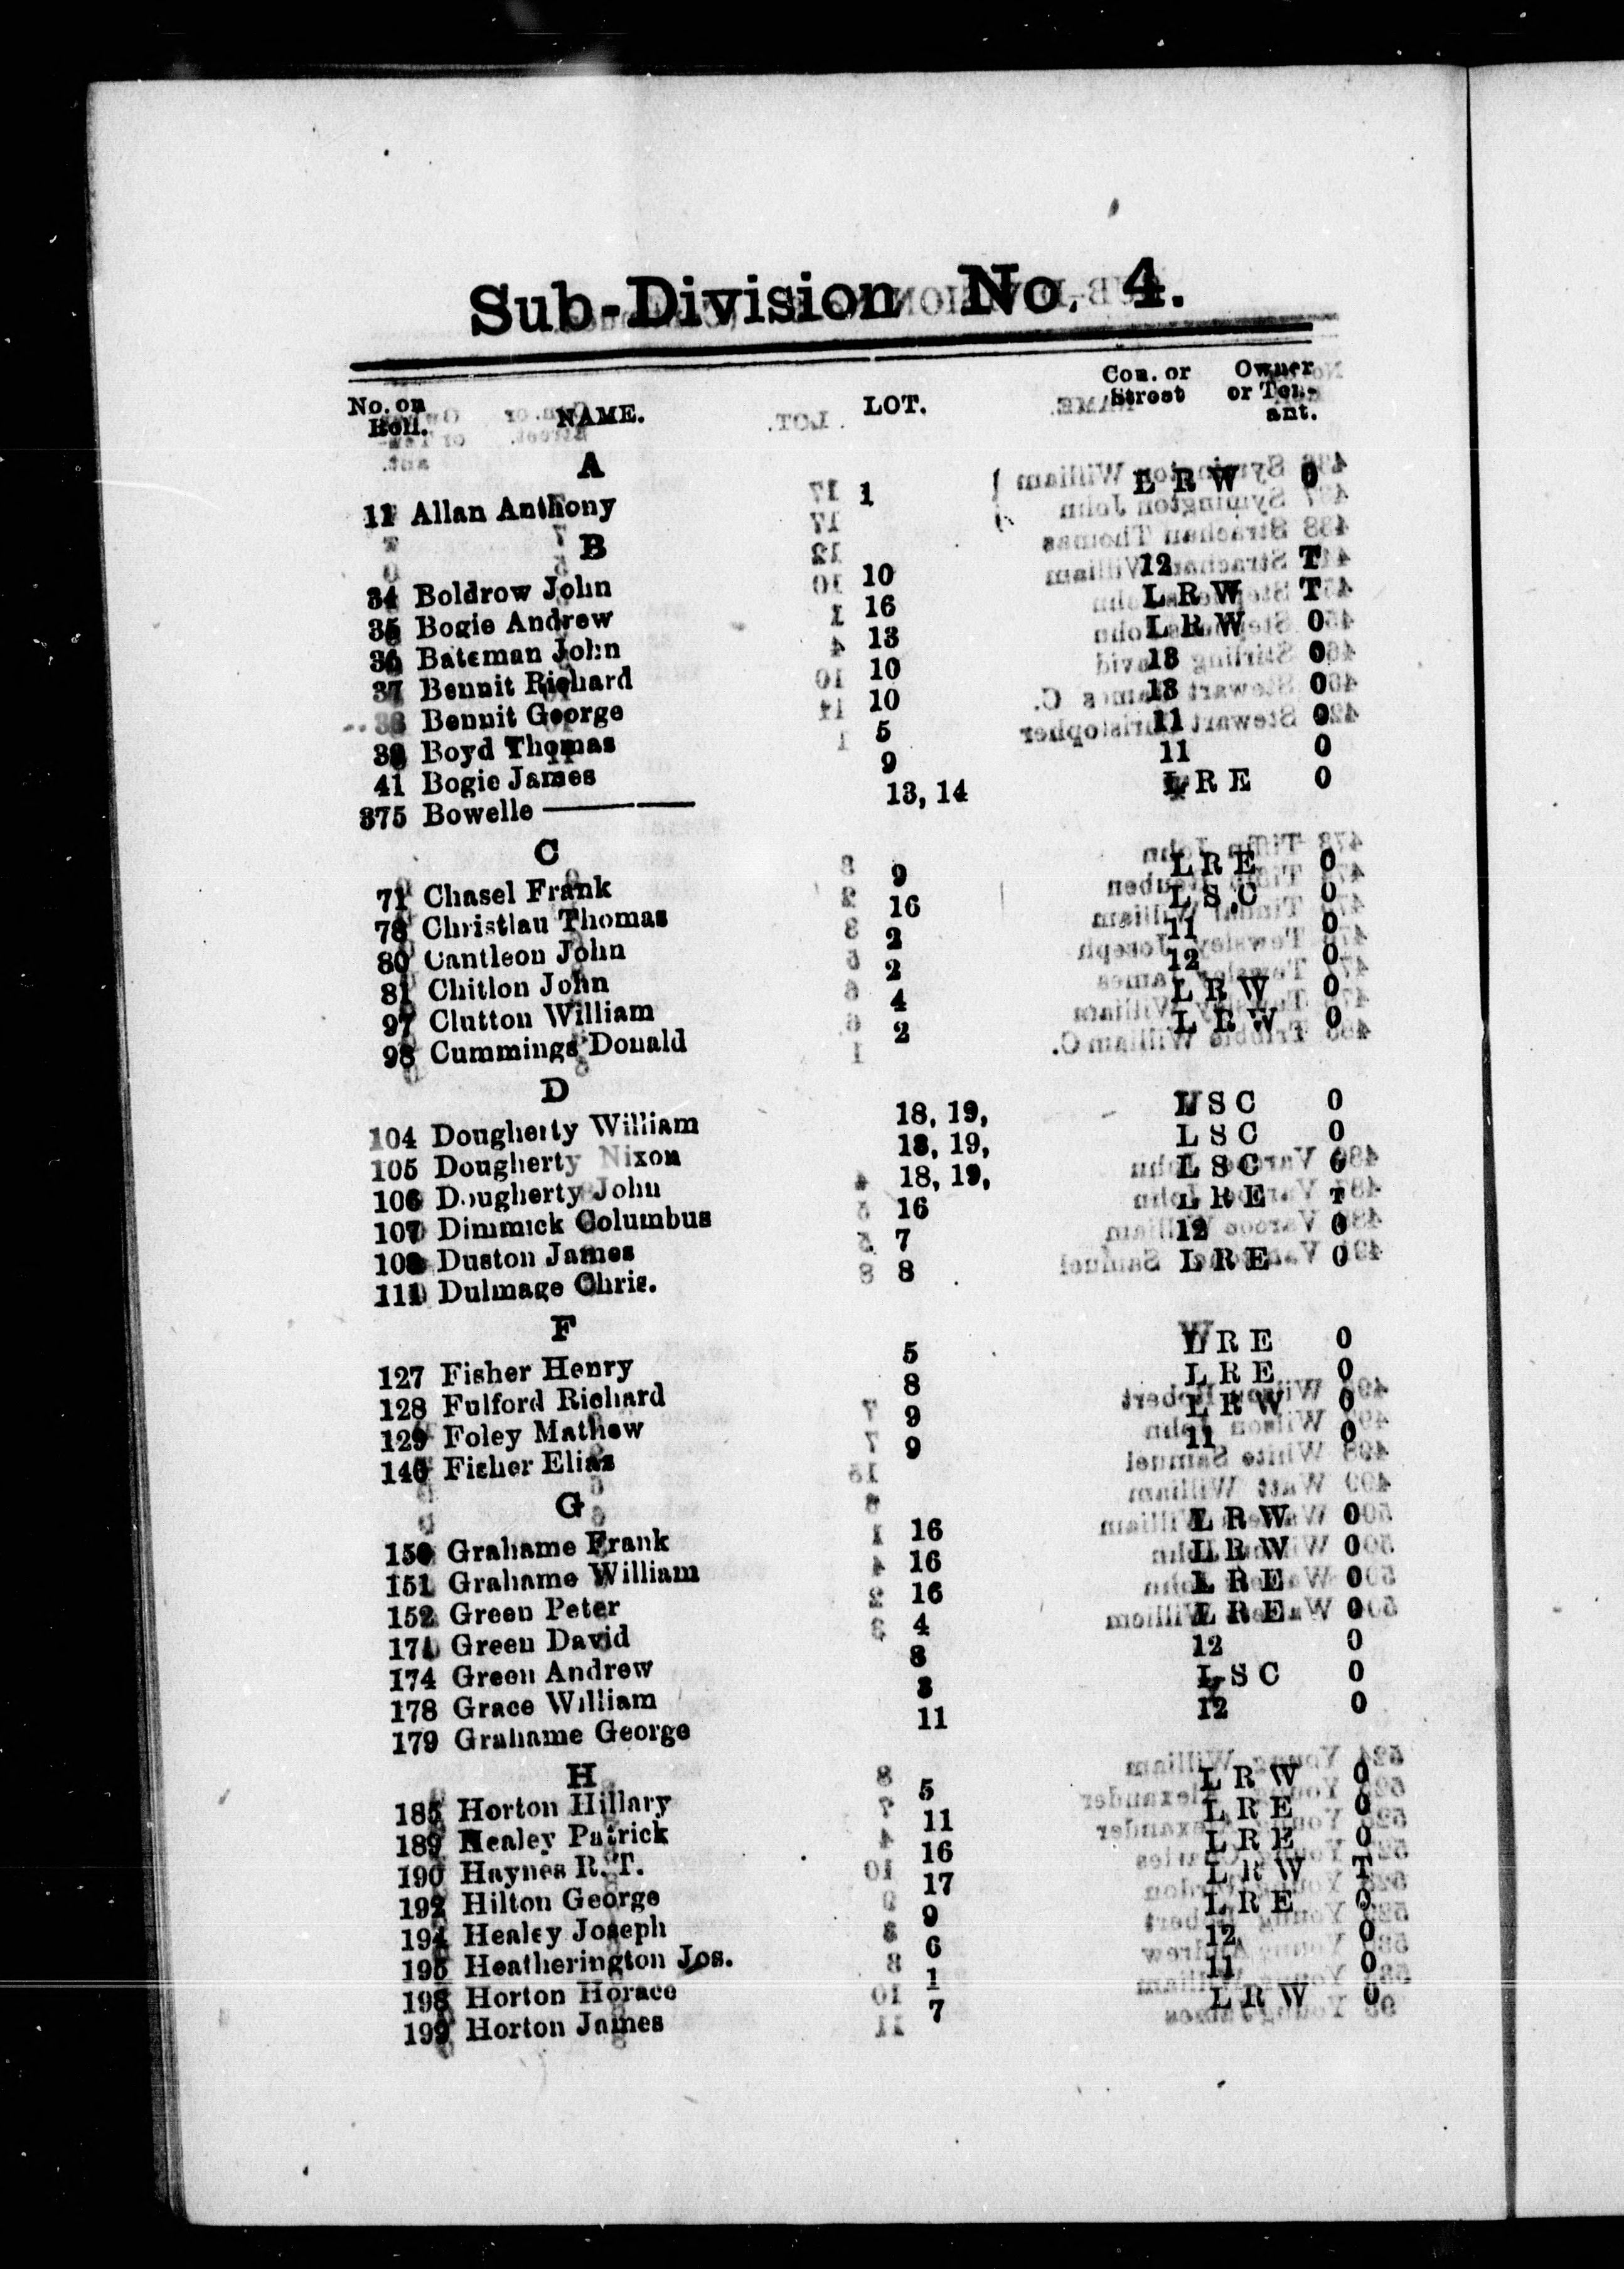 Sub-Division No. 4.
No. on Roll. NAME. LOT. Con. or Street Owner or Ten-ant.
A
11 Allan Anthony 1 L R W 0
B
34 Boldrow John 10 12 T
35 Bogie Andrew 16 L R W T
36 Bateman John 13 L R W 0
37 Bennit Richard 10 13 0
38 Bennit George 10 13 0
39 Boyd Thomas 5 11 0
41 Bogie James 9 11 0
375 Bowelle ——— 13, 14 L R E 0
C
71 Chasel Frank 9 L R E 0
78 Christlau Thomas 16 L S C 0
80 Cantleon John 2 11 0
81 Chitlon John 2 12 0
97 Clutton William 4 L R W 0
98 Cummings Donald 2 L R W 0
D
104 Dougherty William 18, 19, L S C 0
105 Dougherty Nixon 18, 19, L S C 0
106 Dougherty John 18, 19, L S C 0
107 Dimmick Columbus 16 L R E T
109 Duston James 7 12 0
111 Dulmage Chris. 8 L R E 0
F
127 Fisher Henry 5 L R E 0
128 Fulford Richard 8 L R E 0
129 Foley Mathew 9 L R W 0
140 Fisher Elias 9 11 0
G
150 Grahame Frank 16 L R W 0
151 Grahame William 16 L R W 0
152 Green Peter 16 L R E 0
171 Green David 4 L R E 0
174 Green Andrew 8 12 0
178 Grace William 3 L S C 0
179 Grahame George 11 12 0
H
185 Horton Hillary 5 L R W 0
189 Healey Patrick 11 L R E 0
190 Haynes R. T. 16 L R E 0
192 Hilton George 17 L R W T
194 Healey Joseph 9 L R E 0
195 Heatherington Jos. 6 12 0
198 Horton Horace 1 11 0
199 Horton James 7 L R W 0